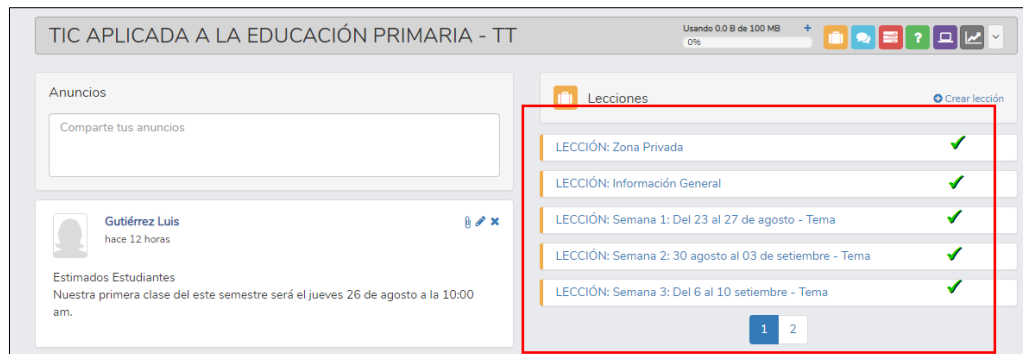 TIC APLICADA A LA EDUCACIÓN PRIMARIA - TT
Usando 0.0 B de 100 MB
0%
Anuncios
Comparte tus anuncios
Gutiérrez Luis
hace 12 horas
Estimados Estudiantes
Nuestra primera clase del este semestre será el jueves 26 de agosto a la 10:00
am.
Lecciones
Crear lección
LECCIÓN: Zona Privada
LECCIÓN: Información General
LECCIÓN: Semana 1: Del 23 al 27 de agosto - Tema
LECCIÓN: Semana 2: 30 agosto al 03 de setiembre - Tema
LECCIÓN: Semana 3: Del 6 al 10 setiembre - Tema
1 2